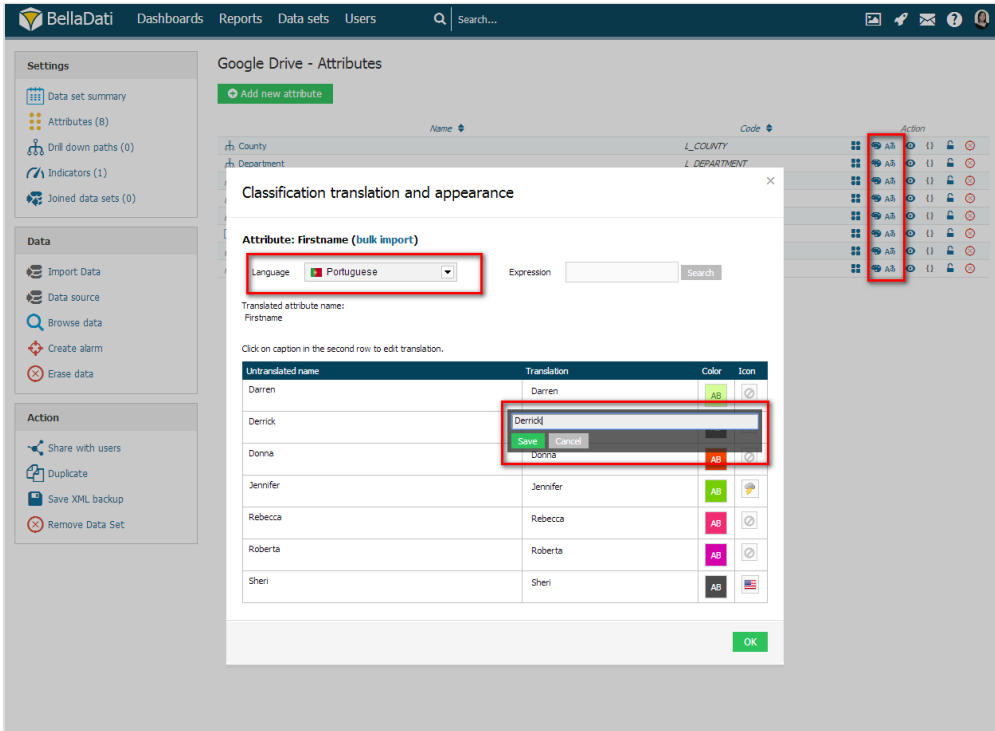 BellaDati Dashboards Reports Data sets Users Search...
Settings
Data set summary
Attributes (8)
Drill down paths (0)
Indicators (1)
Joined data sets (0)
Data
Import Data
Data source
Browse data
Create alarm
Erase data
Action
Share with users
Duplicate
Save XML backup
Remove Data Set
Google Drive - Attributes
Add new attribute
Name Code Action
County L_COUNTY
Department L_DEPARTMENT
Classification translation and appearance
Attribute: Firstname (bulk import)
Language Portuguese Expression Search
Translated attribute name:
Firstname
Click on caption in the second row to edit translation.
Untranslated name Translation Color Icon
Darren Darren AB
Derrick Derrick
Save Cancel
Donna Donna AB
Jennifer Jennifer AB
Rebecca Rebecca AB
Roberta Roberta AB
Sheri Sheri AB
OK